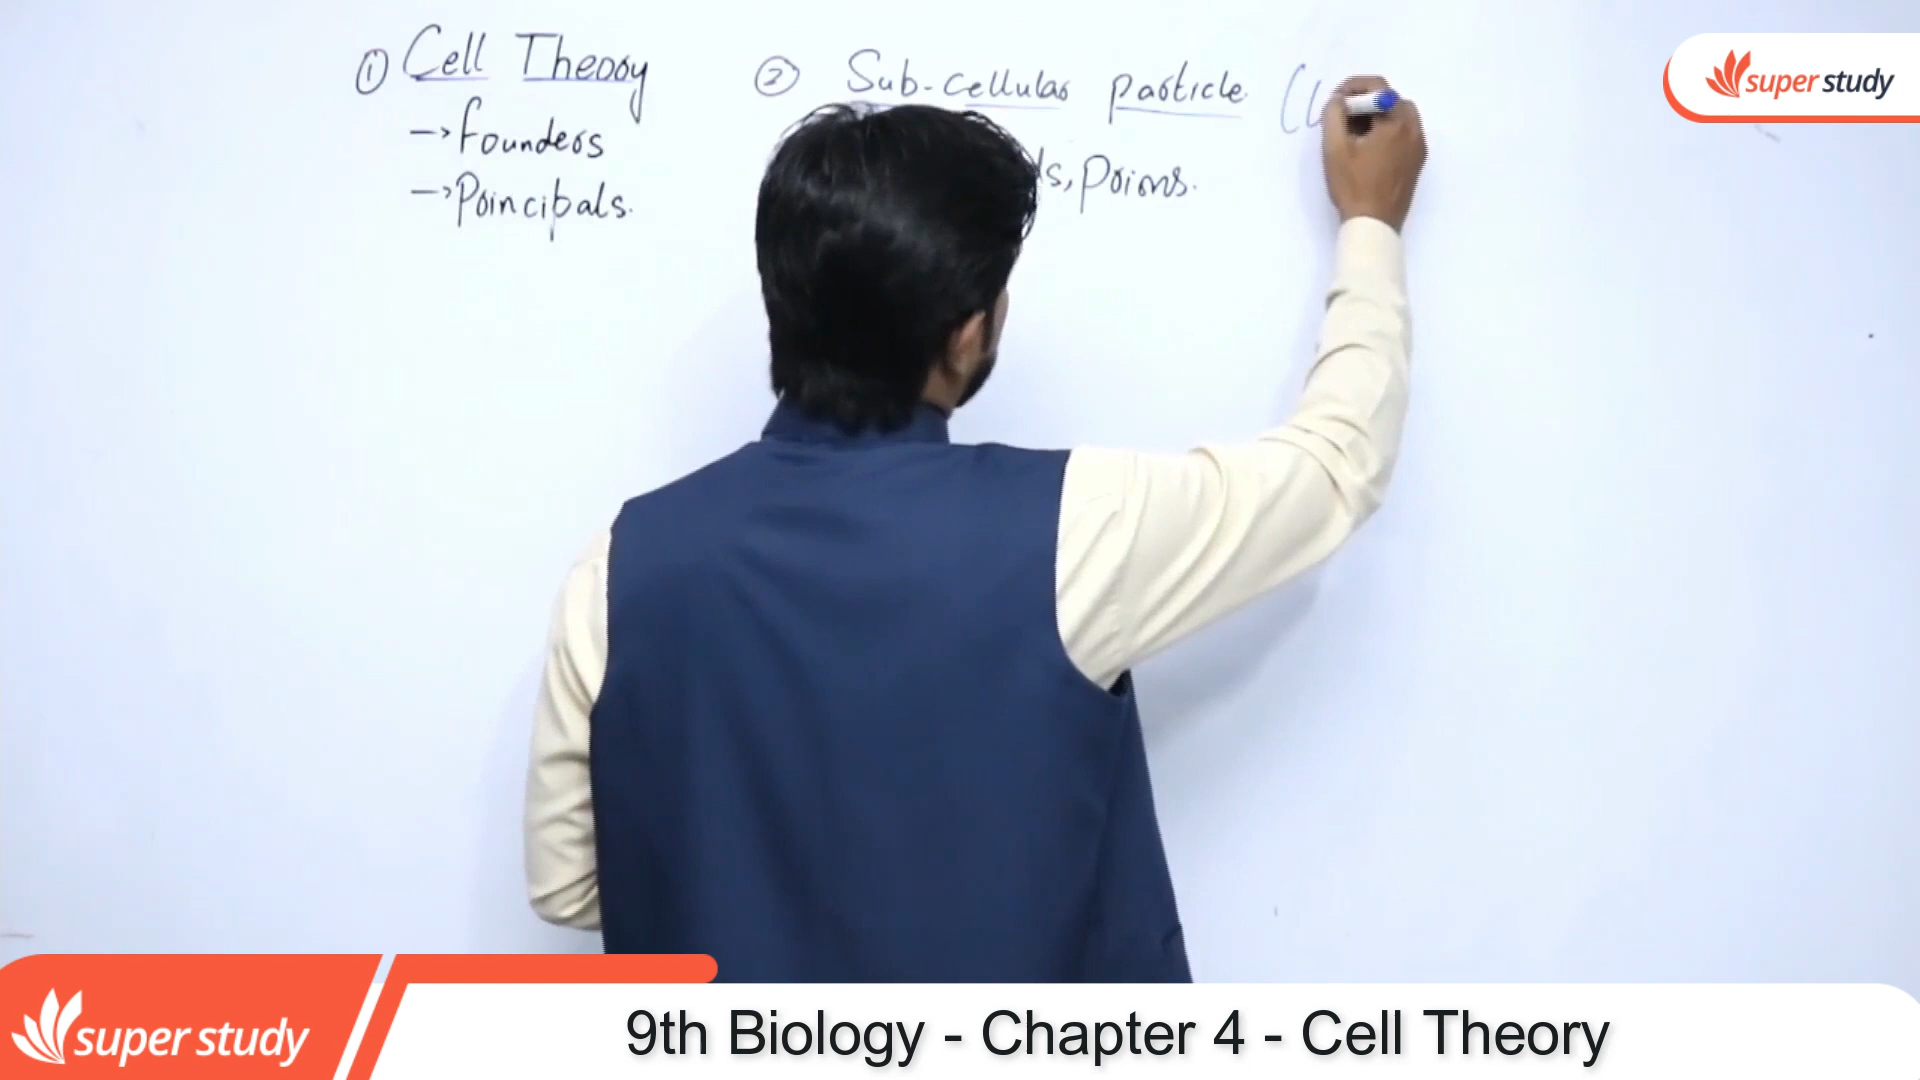 ① Cell Theory
→ Founders
→ Principals.
② Sub-cellular particle (
ds, Prions.
super study
super study
9th Biology - Chapter 4 - Cell Theory